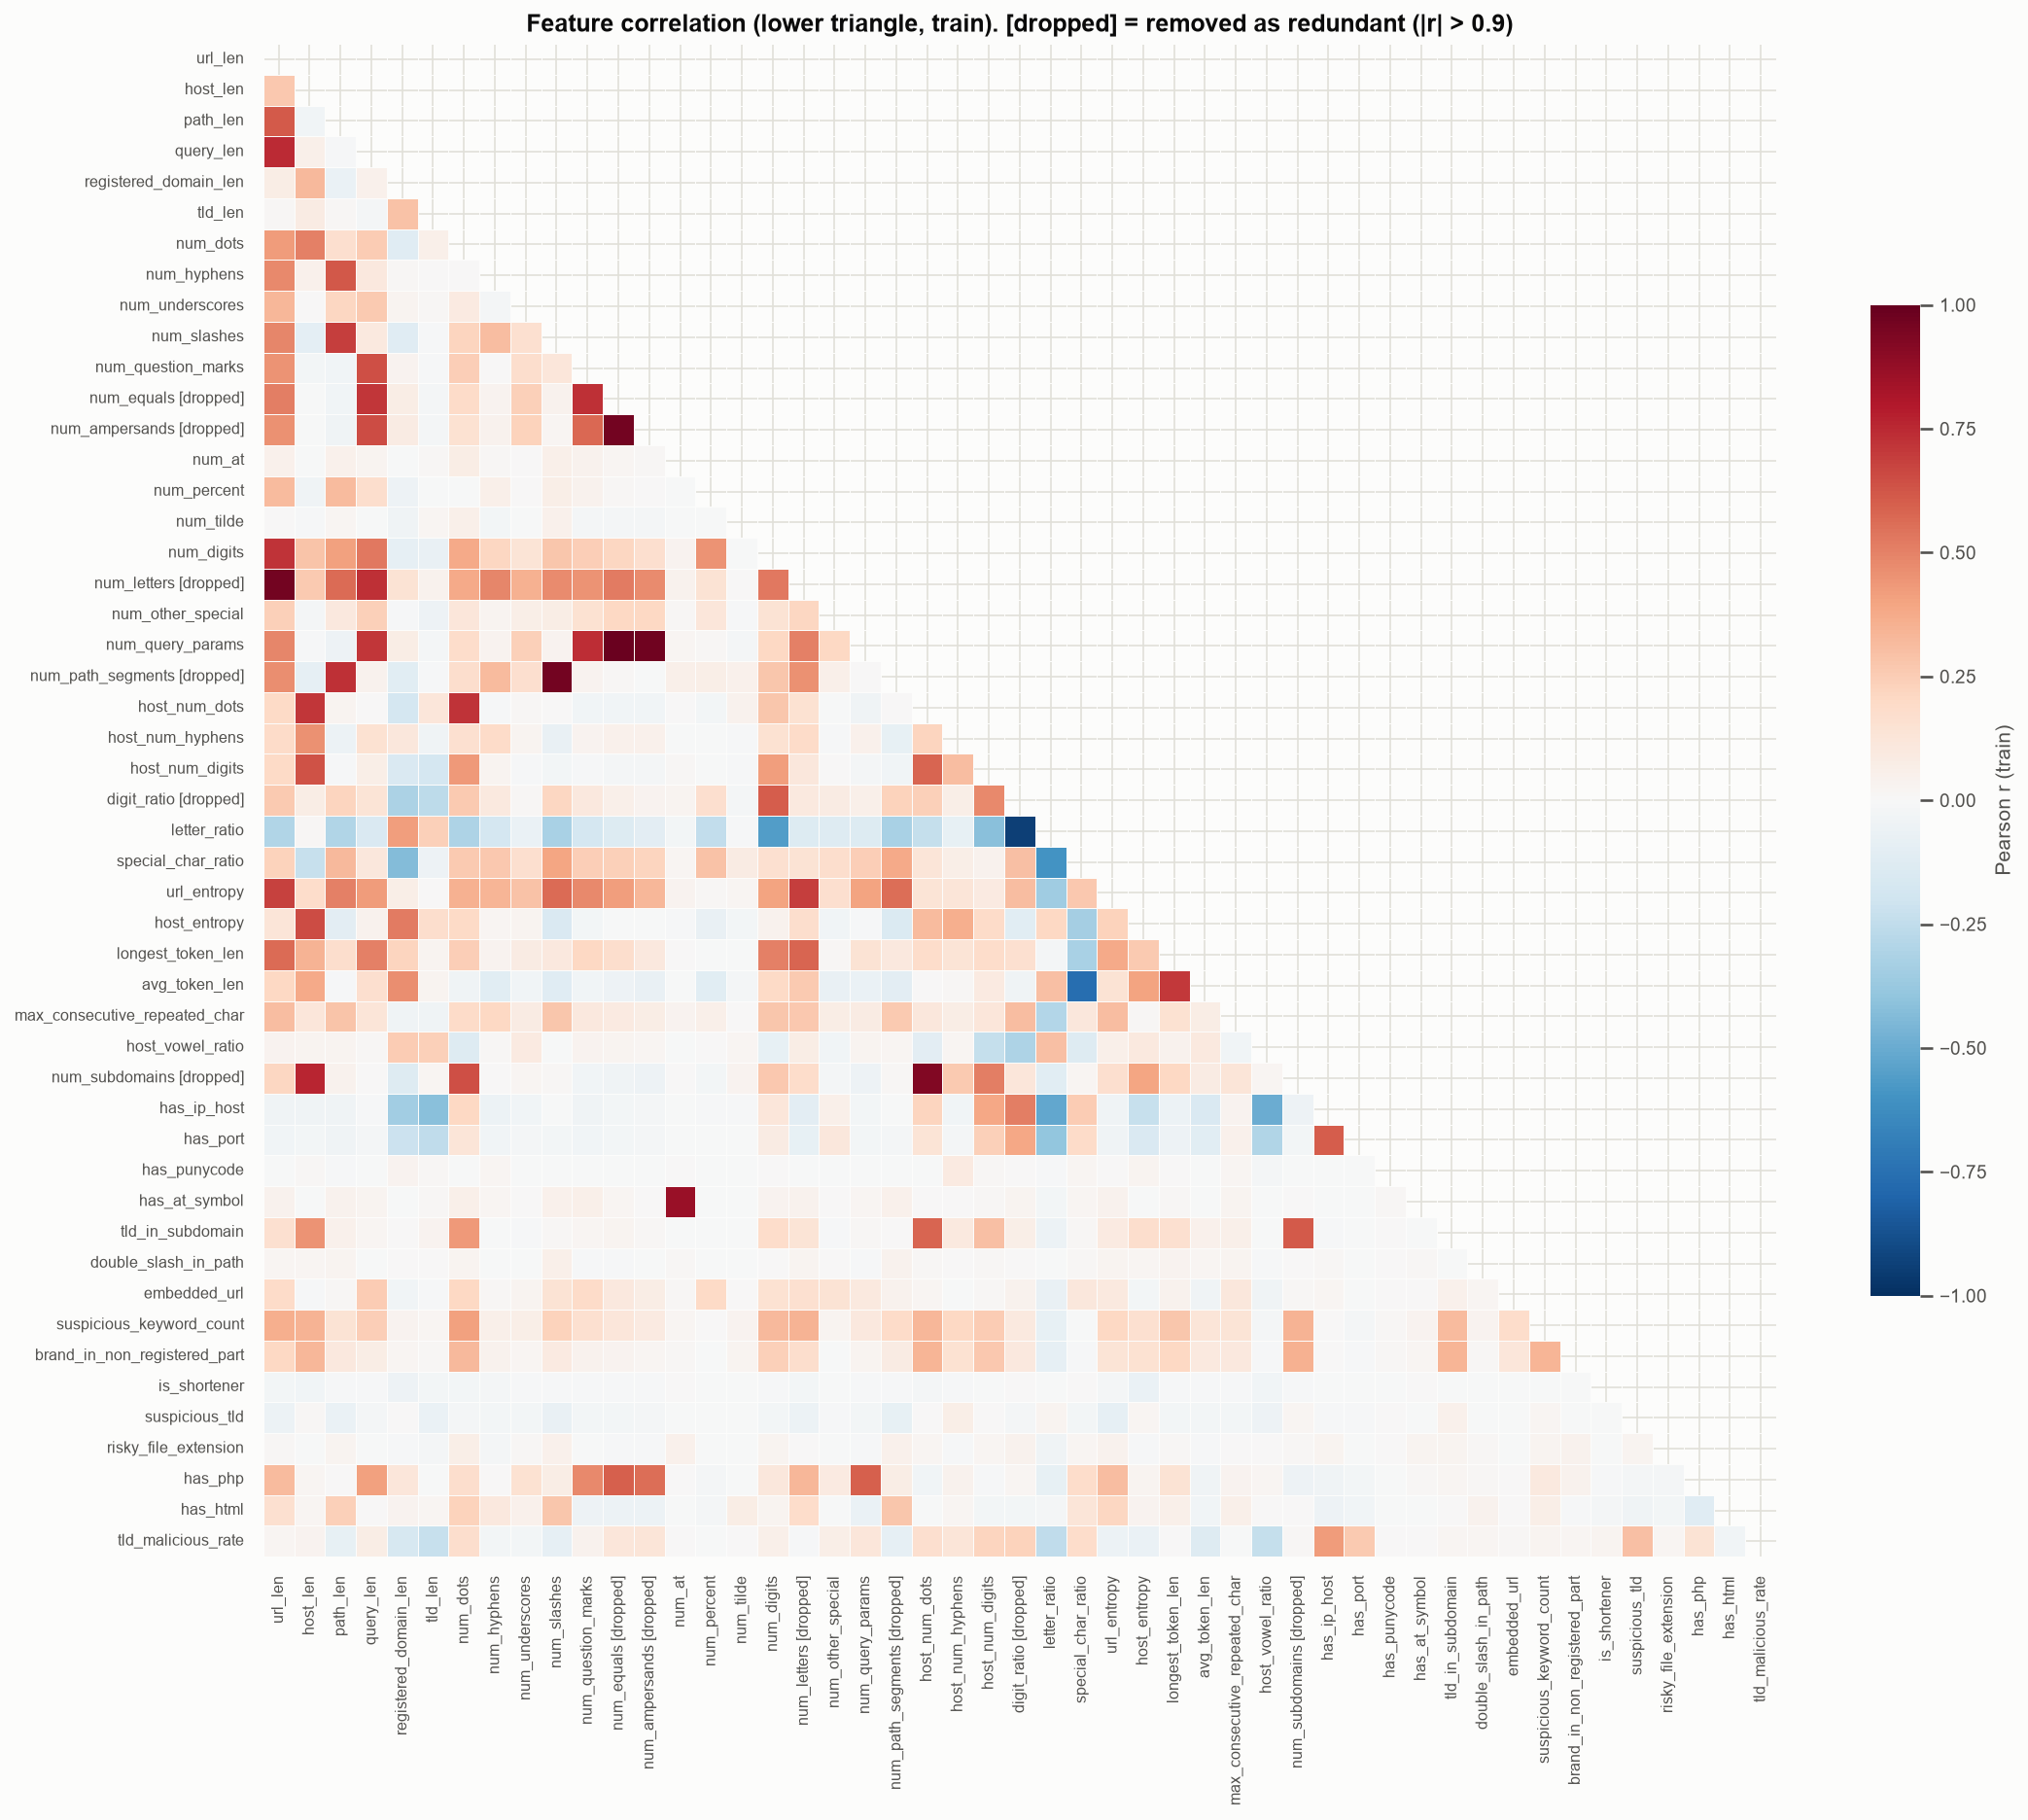 Feature correlation (lower triangle, train). [dropped] = removed as redundant (|r| > 0.9)
url_len
host_len
path_len
query_len
registered_domain_len
tld_len
num_dots
num_hyphens
num_underscores
num_slashes
num_question_marks
num_equals [dropped]
num_ampersands [dropped]
num_at
num_percent
num_tilde
num_digits
num_letters [dropped]
num_other_special
num_query_params
num_path_segments [dropped]
host_num_dots
host_num_hyphens
host_num_digits
digit_ratio [dropped]
letter_ratio
special_char_ratio
url_entropy
host_entropy
longest_token_len
avg_token_len
max_consecutive_repeated_char
host_vowel_ratio
num_subdomains [dropped]
has_ip_host
has_port
has_punycode
has_at_symbol
tld_in_subdomain
double_slash_in_path
embedded_url
suspicious_keyword_count
brand_in_non_registered_part
is_shortener
suspicious_tld
risky_file_extension
has_php
has_html
tld_malicious_rate
url_len
host_len
path_len
query_len
registered_domain_len
tld_len
num_dots
num_hyphens
num_underscores
num_slashes
num_question_marks
num_equals [dropped]
num_ampersands [dropped]
num_at
num_percent
num_tilde
num_digits
num_letters [dropped]
num_other_special
num_query_params
num_path_segments [dropped]
host_num_dots
host_num_hyphens
host_num_digits
digit_ratio [dropped]
letter_ratio
special_char_ratio
url_entropy
host_entropy
longest_token_len
avg_token_len
max_consecutive_repeated_char
host_vowel_ratio
num_subdomains [dropped]
has_ip_host
has_port
has_punycode
has_at_symbol
tld_in_subdomain
double_slash_in_path
embedded_url
suspicious_keyword_count
brand_in_non_registered_part
is_shortener
suspicious_tld
risky_file_extension
has_php
has_html
tld_malicious_rate
1.00
0.75
0.50
0.25
0.00
−0.25
−0.50
−0.75
−1.00
Pearson r (train)